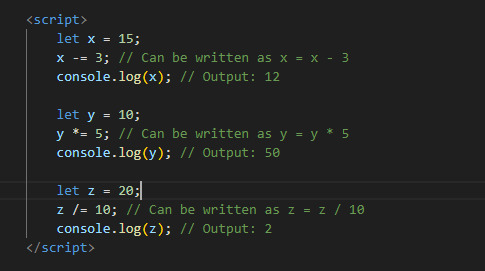 <script>
let x = 15;
x -= 3; // Can be written as x = x - 3
console.log(x); // Output: 12
let y = 10;
y *= 5; // Can be written as y = y * 5
console.log(y); // Output: 50
let z = 20;
z /= 10; // Can be written as z = z / 10
console.log(z); // Output: 2
</script>